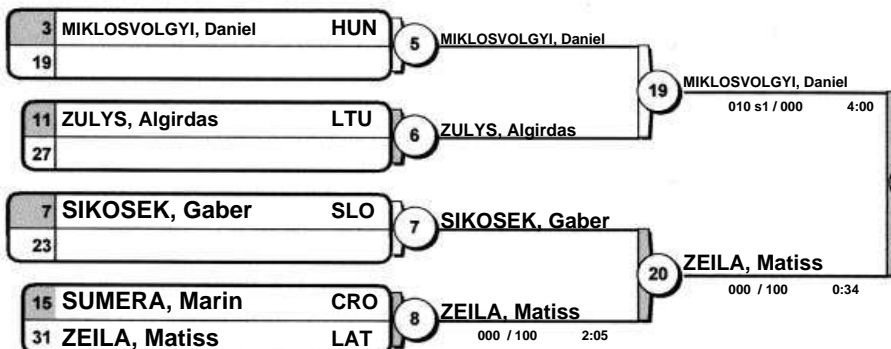 3 MIKLOSVOLGYI, Daniel HUN
19
5
MIKLOSVOLGYI, Daniel
11 ZULYS, Algirdas LTU
27
6
ZULYS, Algirdas
19
MIKLOSVOLGYI, Daniel
010 s1 / 000 4:00
7 SIKOSEK, Gaber SLO
23
7
SIKOSEK, Gaber
15 SUMERA, Marin CRO
31 ZEILA, Matiss LAT
8
ZEILA, Matiss
000 / 100 2:05
20
ZEILA, Matiss
000 / 100 0:34